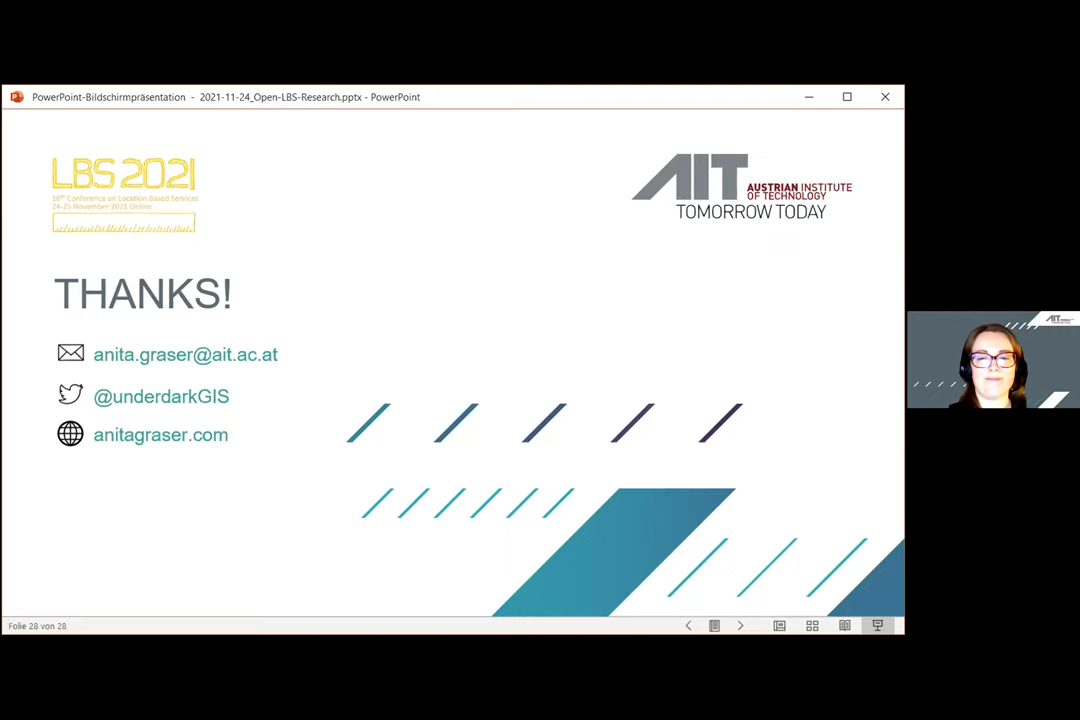 PowerPoint-Bildschirmpräsentation - 2021-11-24_Open-LBS-Research.pptx - PowerPoint
LBS 2021
16th Conference on Location Based Services
24-25 November 2021 Online
AIT
AUSTRIAN INSTITUTE
OF TECHNOLOGY
TOMORROW TODAY
THANKS!
anita.graser@ait.ac.at
@underdarkGIS
anitagraser.com
Folie 28 von 28
AIT